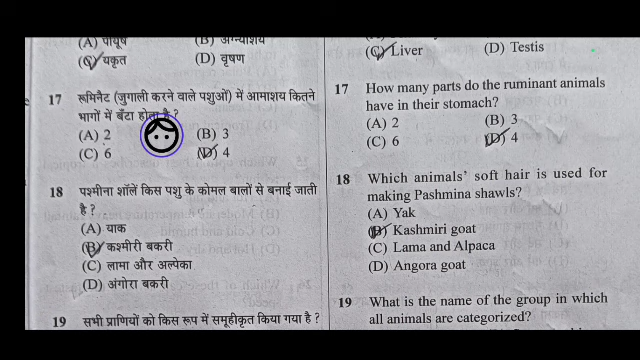 (A) पीयूष (B) अग्न्याशय
(C) यकृत (D) वृषण
17 रूमिनैट (जुगाली करने वाले पशुओं) में आमाशय कितने
भागों में बँटा होता है ?
(A) 2 (B) 3
(C) 6 (D) 4
18 पश्मीना शॉलें किस पशु के कोमल बालों से बनाई जाती
है ?
(A) याक
(B) कश्मीरी बकरी
(C) लामा और अल्पेका
(D) अंगोरा बकरी
19 सभी प्राणियों को किस रूप में समूहीकृत किया गया है ?
(C) Liver (D) Testis
17 How many parts do the ruminant animals
have in their stomach?
(A) 2 (B) 3
(C) 6 (D) 4
18 Which animals' soft hair is used for
making Pashmina shawls?
(A) Yak
(B) Kashmiri goat
(C) Lama and Alpaca
(D) Angora goat
19 What is the name of the group in which
all animals are categorized?